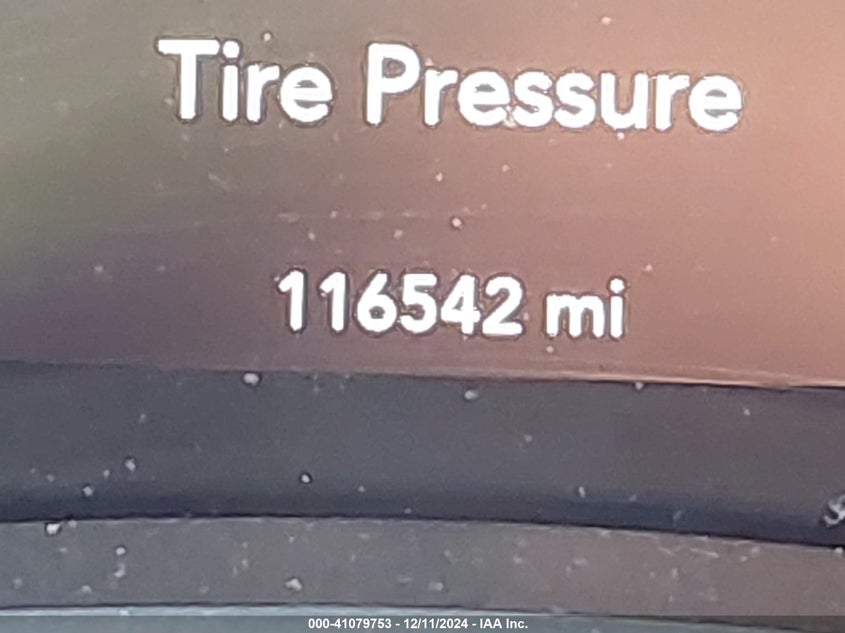 Tire Pressure
116542 mi
000-41079753 - 12/11/2024 - IAA Inc.